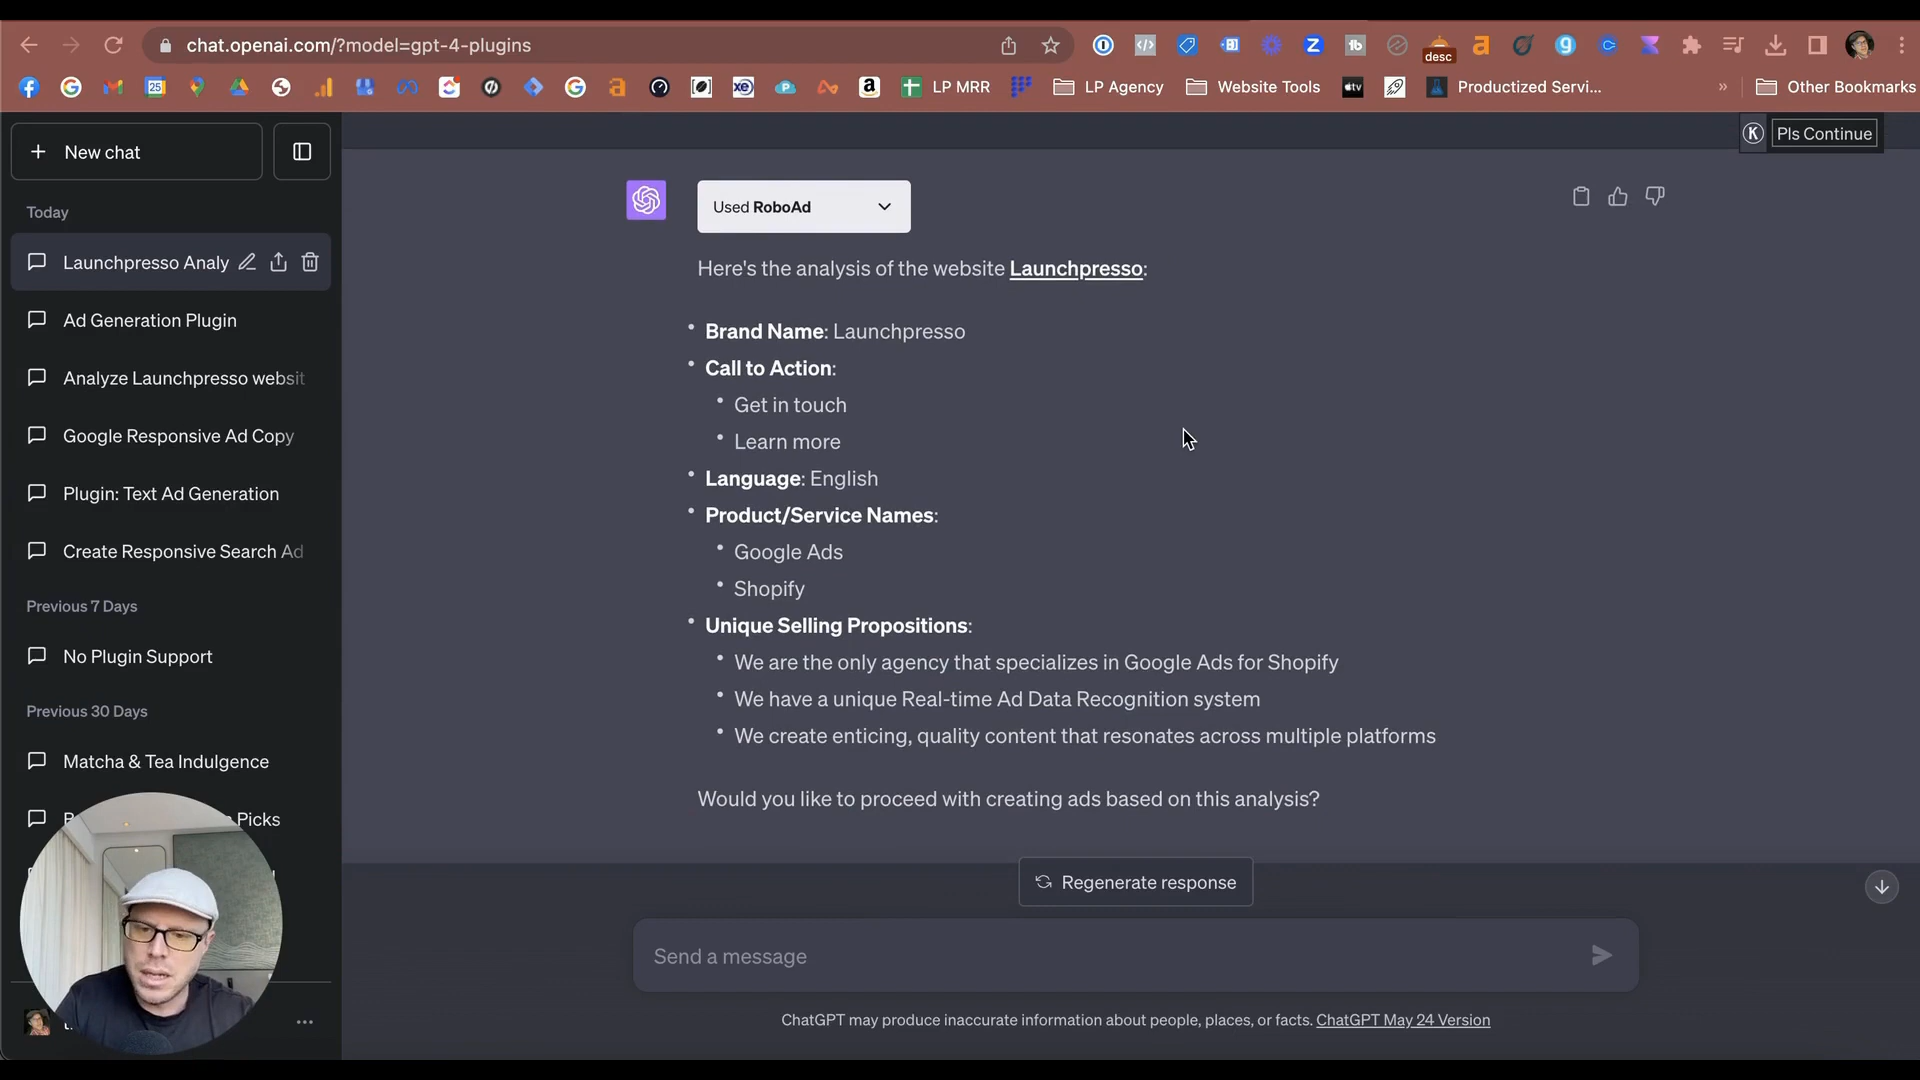 chat.openai.com/?model=gpt-4-plugins
desc
LP MRR
LP Agency
Website Tools
Productized Servi...
»
Other Bookmarks
+ New chat
Pls Continue
Today
Launchpresso Analy
Ad Generation Plugin
Analyze Launchpresso websit
Google Responsive Ad Copy
Plugin: Text Ad Generation
Create Responsive Search Ad
Previous 7 Days
No Plugin Support
Previous 30 Days
Matcha & Tea Indulgence
Picks
Used RoboAd
Here's the analysis of the website Launchpresso:
• Brand Name: Launchpresso
• Call to Action:
• Get in touch
• Learn more
• Language: English
• Product/Service Names:
• Google Ads
• Shopify
• Unique Selling Propositions:
• We are the only agency that specializes in Google Ads for Shopify
• We have a unique Real-time Ad Data Recognition system
• We create enticing, quality content that resonates across multiple platforms
Would you like to proceed with creating ads based on this analysis?
Regenerate response
Send a message
ChatGPT may produce inaccurate information about people, places, or facts. ChatGPT May 24 Version